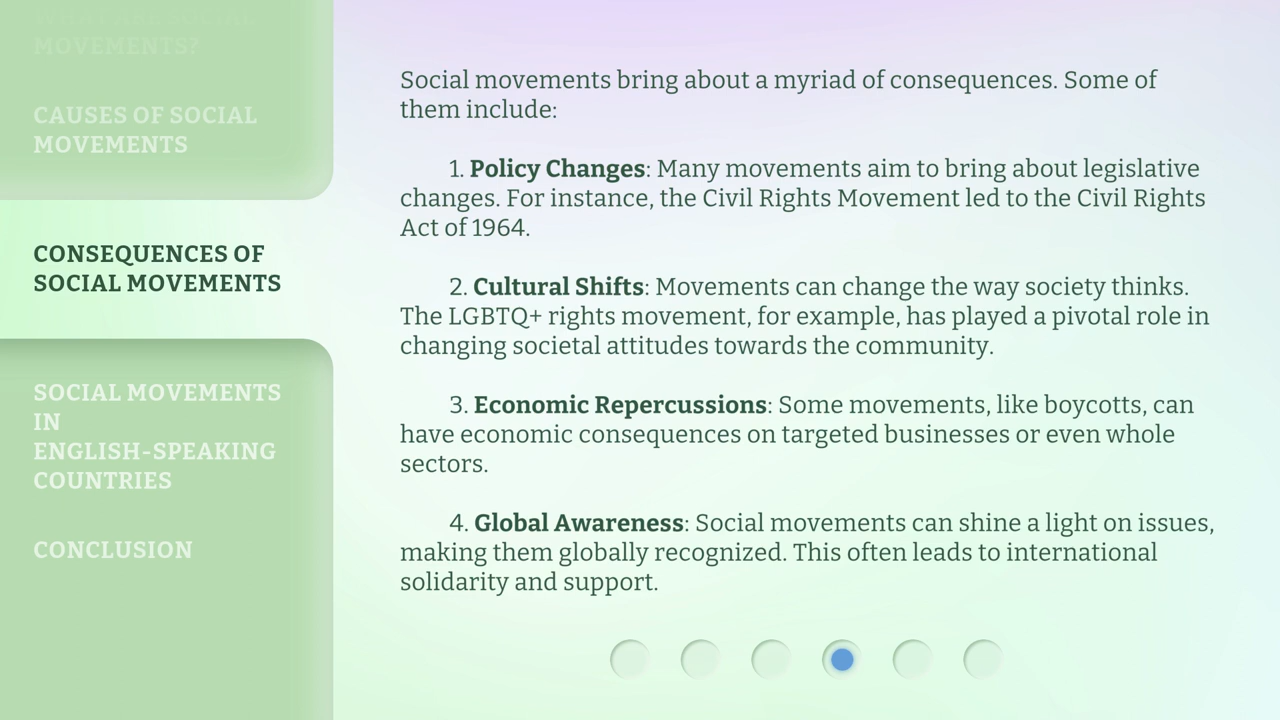 WHAT ARE SOCIAL
MOVEMENTS?
CAUSES OF SOCIAL
MOVEMENTS
CONSEQUENCES OF
SOCIAL MOVEMENTS
SOCIAL MOVEMENTS
IN
ENGLISH-SPEAKING
COUNTRIES
CONCLUSION
Social movements bring about a myriad of consequences. Some of
them include:
1. Policy Changes: Many movements aim to bring about legislative
changes. For instance, the Civil Rights Movement led to the Civil Rights
Act of 1964.
2. Cultural Shifts: Movements can change the way society thinks.
The LGBTQ+ rights movement, for example, has played a pivotal role in
changing societal attitudes towards the community.
3. Economic Repercussions: Some movements, like boycotts, can
have economic consequences on targeted businesses or even whole
sectors.
4. Global Awareness: Social movements can shine a light on issues,
making them globally recognized. This often leads to international
solidarity and support.